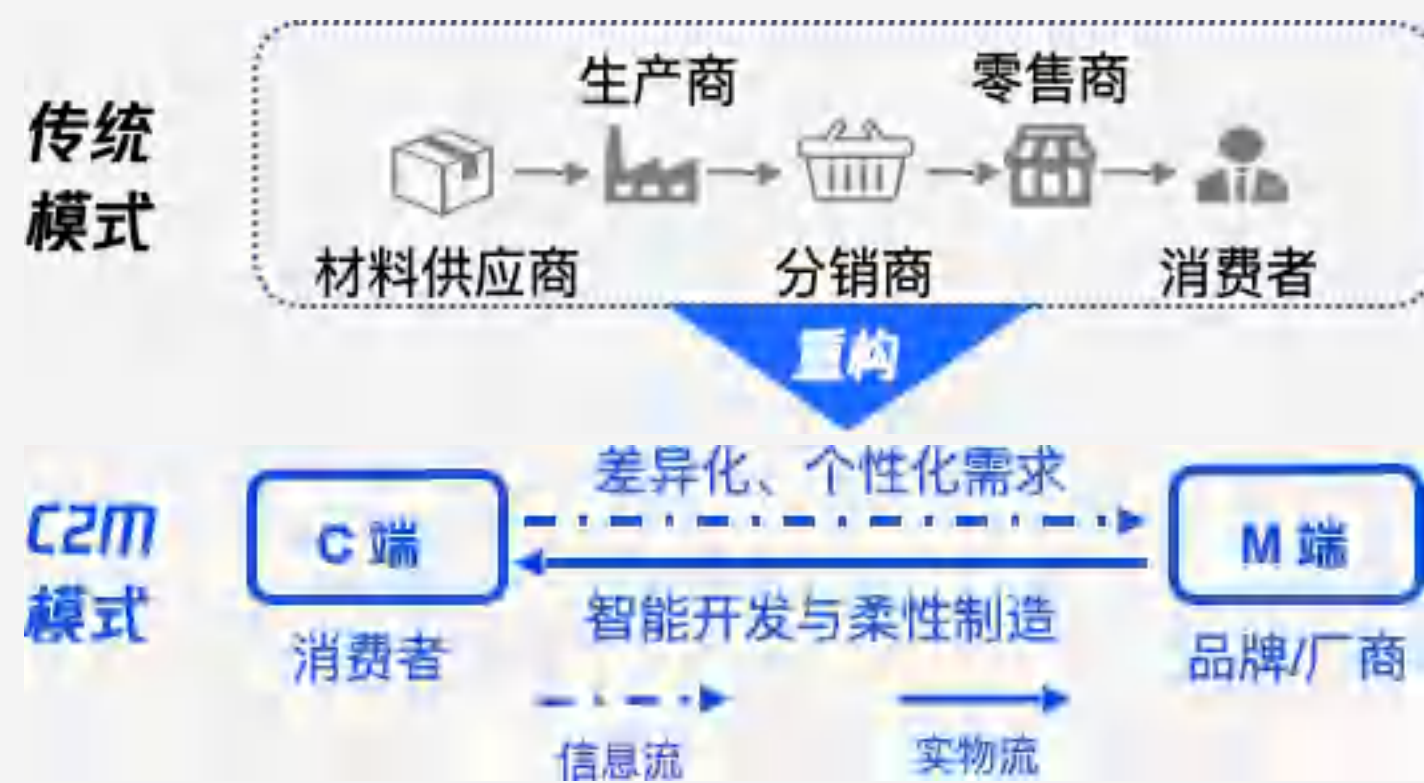 传统
模式
生产商
零售商
材料供应商
分销商
消费者
重构
C2M
模式
差异化、个性化需求
C 端
M 端
智能开发与柔性制造
消费者
品牌/厂商
信息流
实物流